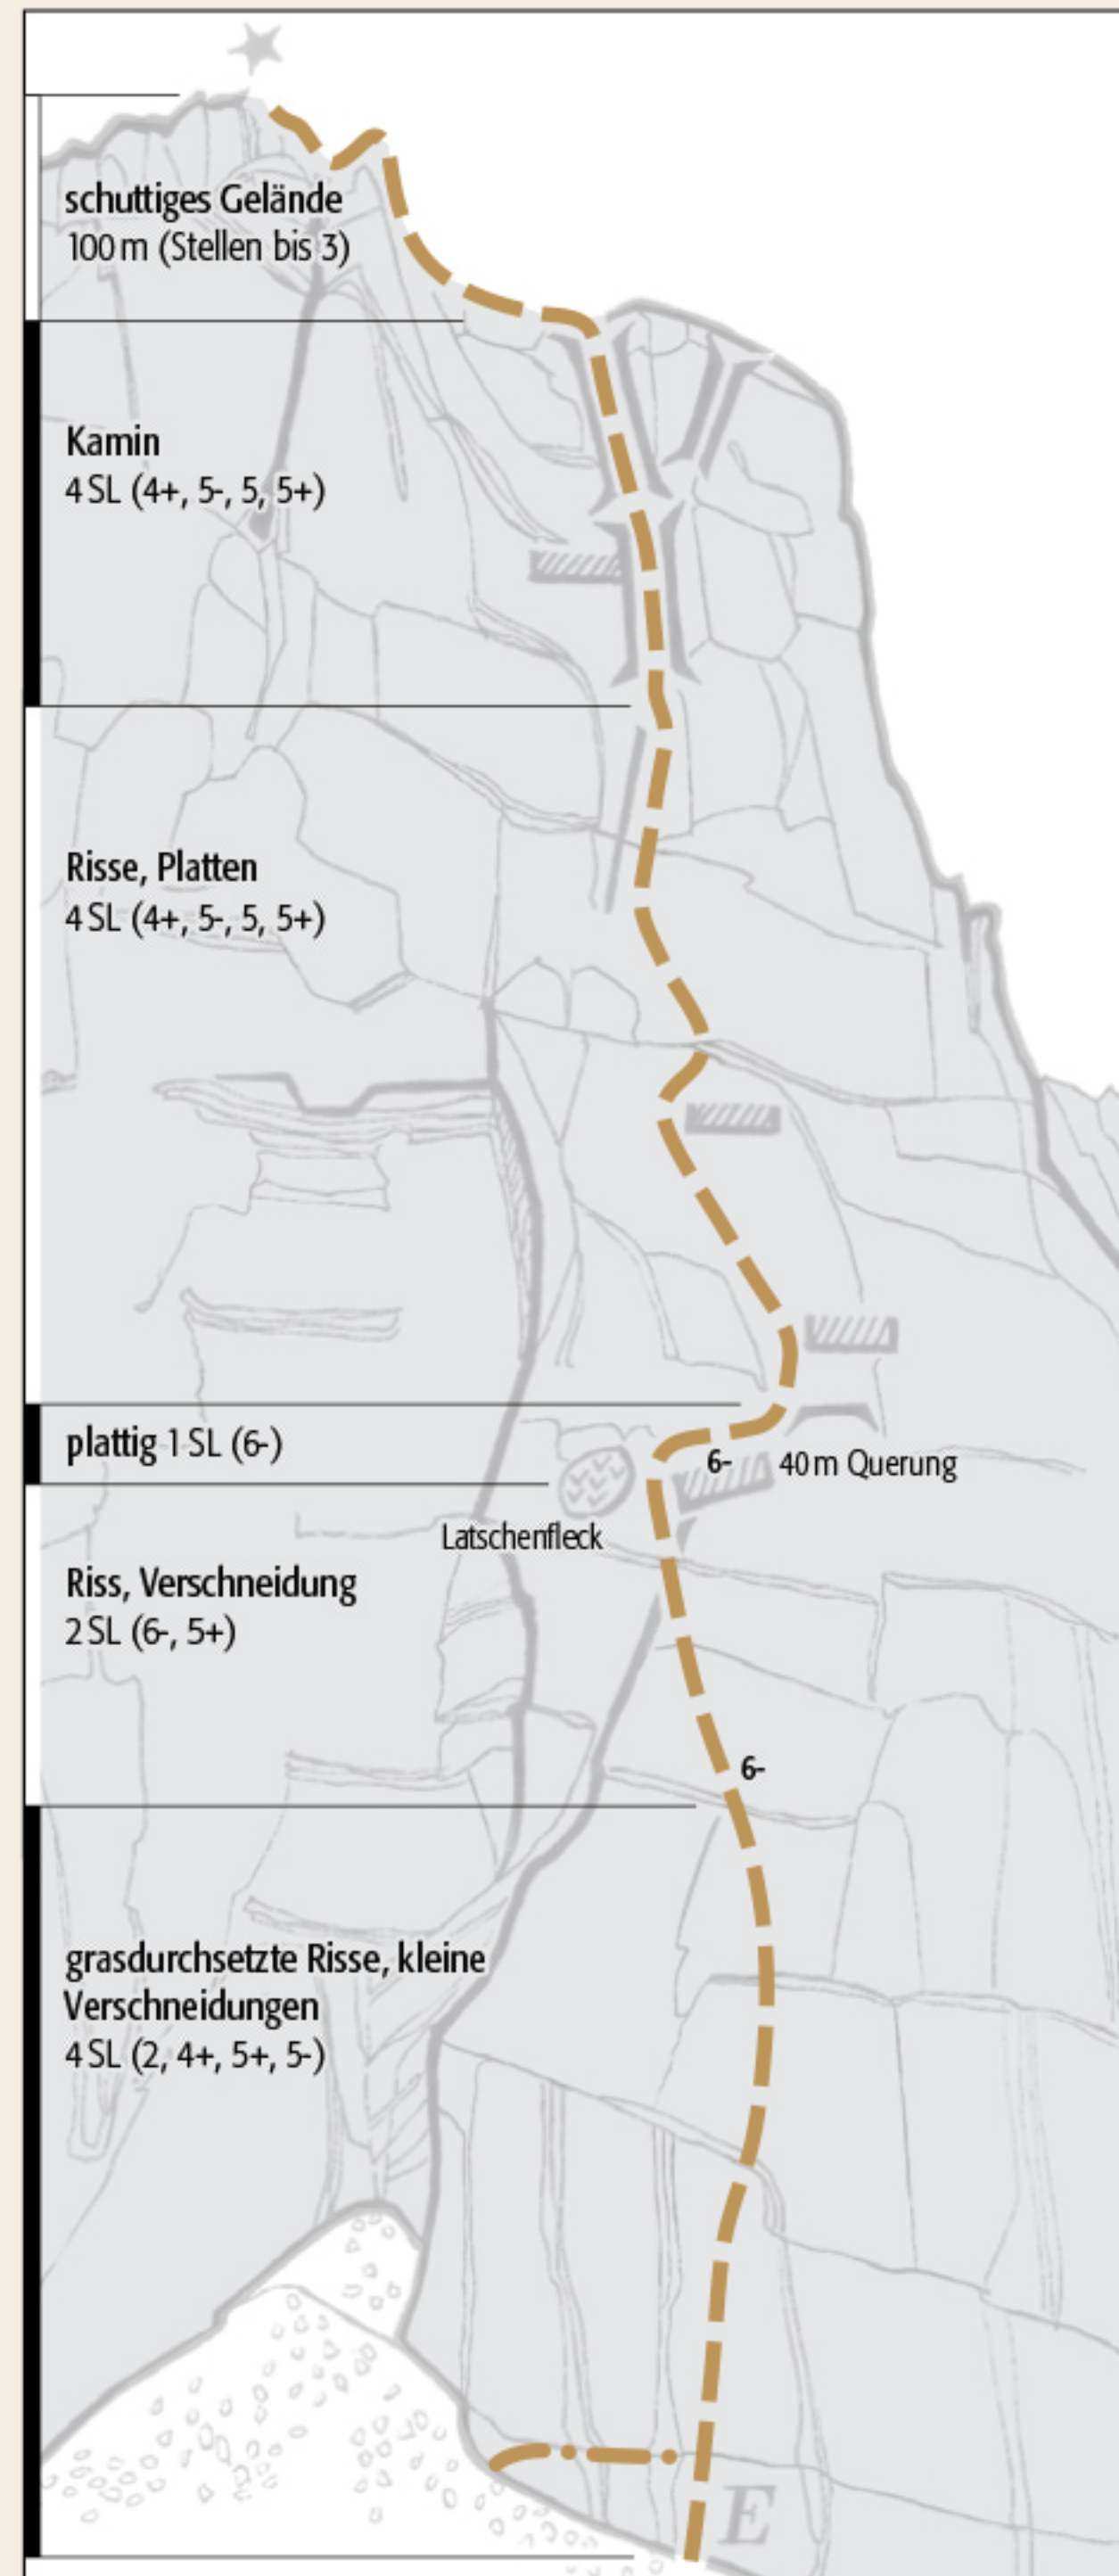 schuttiges Gelände
100 m (Stellen bis 3)
Kamin
4 SL (4+, 5-, 5, 5+)
Risse, Platten
4 SL (4+, 5-, 5, 5+)
plattig 1 SL (6-)
6- 40 m Querung
Latschenfleck
Riss, Verschneidung
2 SL (6-, 5+)
6-
grasdurchsetzte Risse, kleine
Verschneidungen
4 SL (2, 4+, 5+, 5-)
E